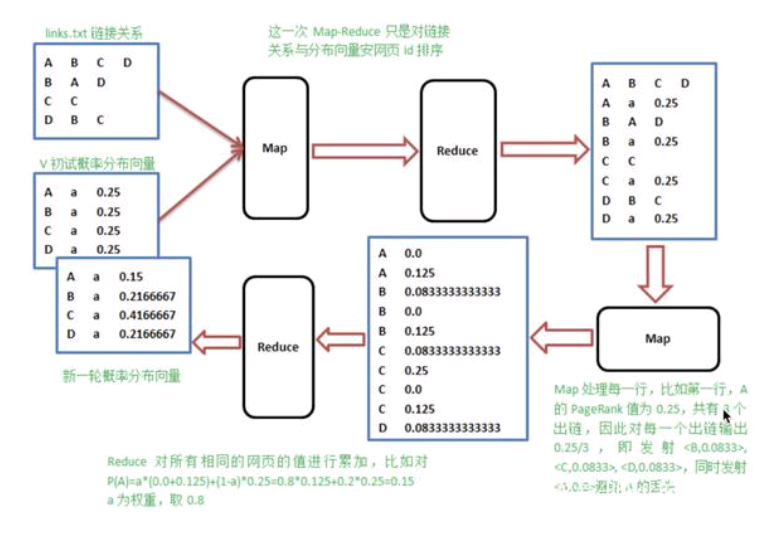 links.txt 链接关系
A B C D
B A D
C C
D B C
V 初试概率分布向量
A a 0.25
B a 0.25
C a 0.25
D a 0.25
这一次 Map-Reduce 只是对链接
关系与分布向量安网页 id 排序
Map
Reduce
A B C D
A a 0.25
B A D
B a 0.25
C C
C a 0.25
D B C
D a 0.25
Map
Map 处理每一行，比如第一行，A
的 PageRank 值为 0.25，共有 3 个
出链，因此对每一个出链输出
0.25/3 ，即发射<B,0.0833>,
<C,0.0833>, <D,0.0833>，同时发射
的丢失
A 0.0
A 0.125
B 0.0833333333333
B 0.0
B 0.125
C 0.0833333333333
C 0.25
C 0.0
C 0.125
D 0.0833333333333
Reduce
Reduce 对所有相同的网页的值进行累加，比如对
P(A)=a*(0.0+0.125)+(1-a)*0.25=0.8*0.125+0.2*0.25=0.15
a 为权重，取 0.8
A a 0.15
B a 0.2166667
C a 0.4166667
D a 0.2166667
新一轮概率分布向量